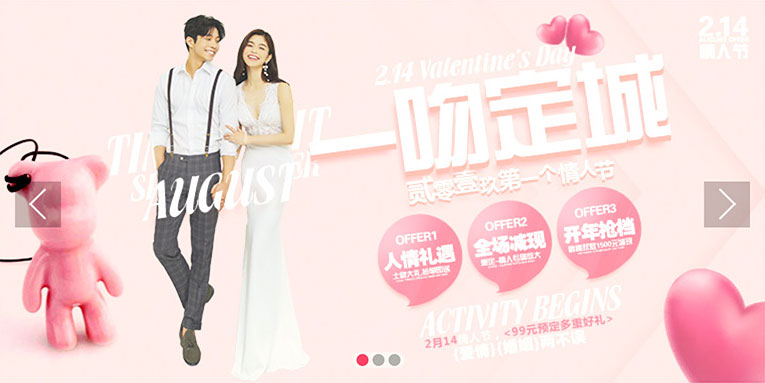 2.14
情人节
2.14 Valentine's Day
一吻定城
贰零壹玖第一个情人节
AUGUST
OFFER1
人情礼遇
OFFER2
全场减现
OFFER3
开年抢档
ACTIVITY BEGINS
2月14情人节,<99元预定多重好礼>
{爱情}{婚姻}两不误